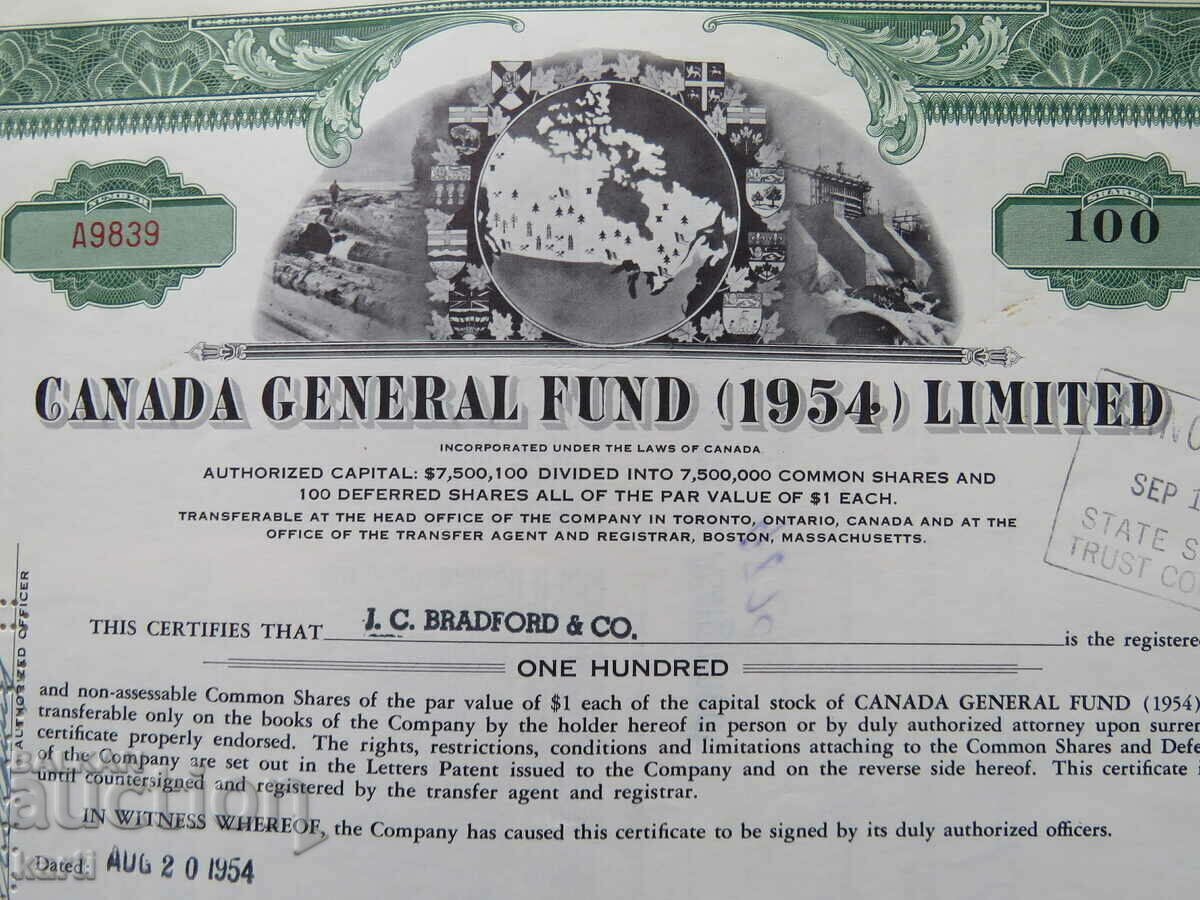 NUMBER
A9839
SHARES
100
CANADA GENERAL FUND (1954) LIMITED
INCORPORATED UNDER THE LAWS OF CANADA
AUTHORIZED CAPITAL: $7,500,100 DIVIDED INTO 7,500,000 COMMON SHARES AND
100 DEFERRED SHARES ALL OF THE PAR VALUE OF $1 EACH.
TRANSFERABLE AT THE HEAD OFFICE OF THE COMPANY IN TORONTO, ONTARIO, CANADA AND AT THE
OFFICE OF THE TRANSFER AGENT AND REGISTRAR, BOSTON, MASSACHUSETTS.
SEP 1
STATE S
TRUST CO
AUTHORIZED OFFICER
THIS CERTIFIES THAT J. C. BRADFORD & CO. is the registered
ONE HUNDRED
and non-assessable Common Shares of the par value of $1 each of the capital stock of CANADA GENERAL FUND (1954)
transferable only on the books of the Company by the holder hereof in person or by duly authorized attorney upon surren
certificate properly endorsed. The rights, restrictions, conditions and limitations attaching to the Common Shares and Defe
of the Company are set out in the Letters Patent issued to the Company and on the reverse side hereof. This certificate i
until countersigned and registered by the transfer agent and registrar.
IN WITNESS WHEREOF, the Company has caused this certificate to be signed by its duly authorized officers.
Dated: AUG 20 1954
BALKAN
auction
karti